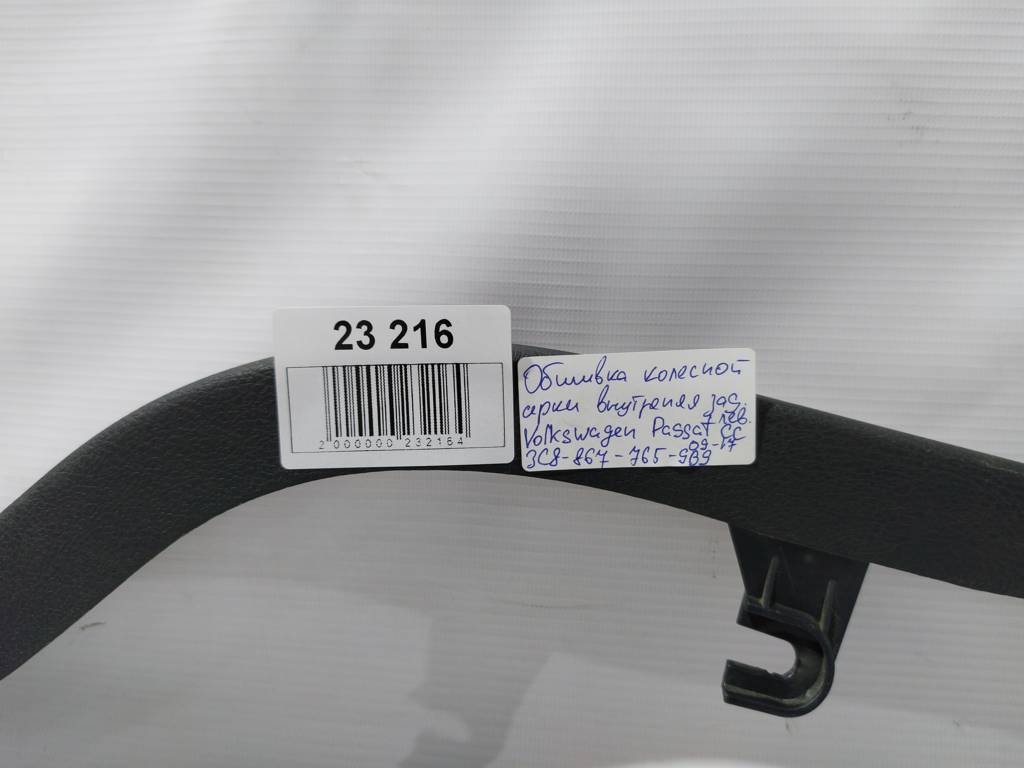 23 216
2 000000 232164
Обшивка колесной
арки внутреняя зад.
лев.
Volkswagen Passat CC
09-17
3C8-867-765-9B9